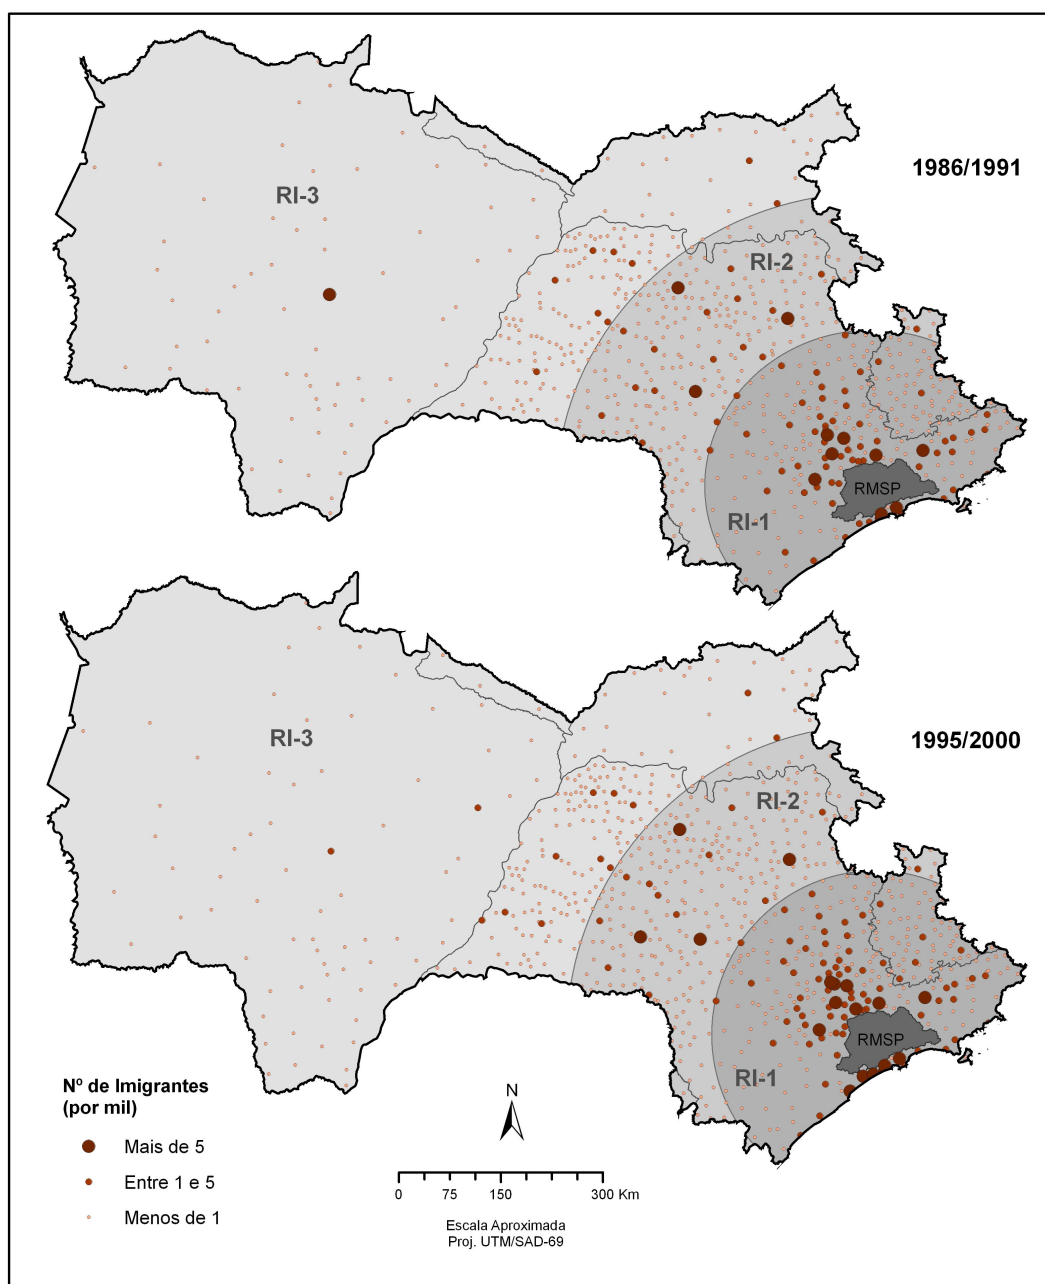 1986/1991
RI-3
RI-2
RMSP
RI-1
1995/2000
RI-3
RI-2
RMSP
RI-1
Nº de Imigrantes
(por mil)
Mais de 5
Entre 1 e 5
Menos de 1
N
0 75 150 300 Km
Escala Aproximada
Proj. UTM/SAD-69